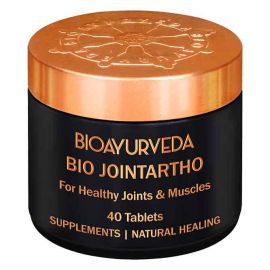 BIOAYURVEDA
BIO JOINTARTHO
For Healthy Joints & Muscles
40 Tablets
SUPPLEMENTS | NATURAL HEALING